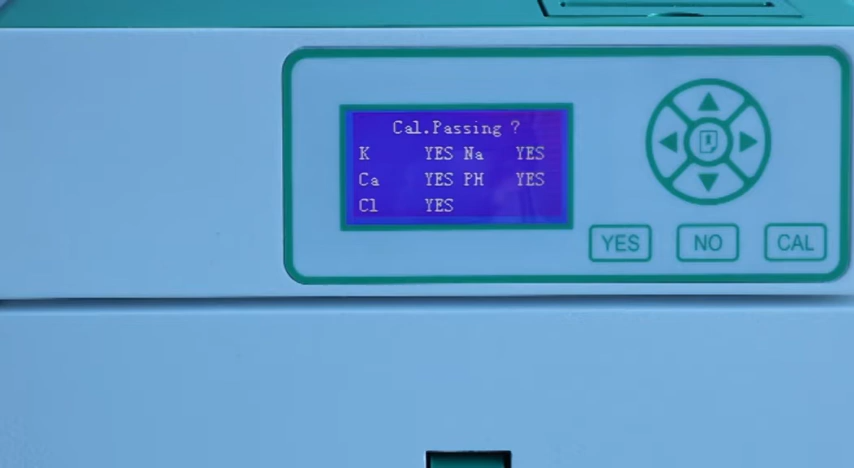 Cal.Passing ?
K YES Na YES
Ca YES PH YES
Cl YES
YES NO CAL